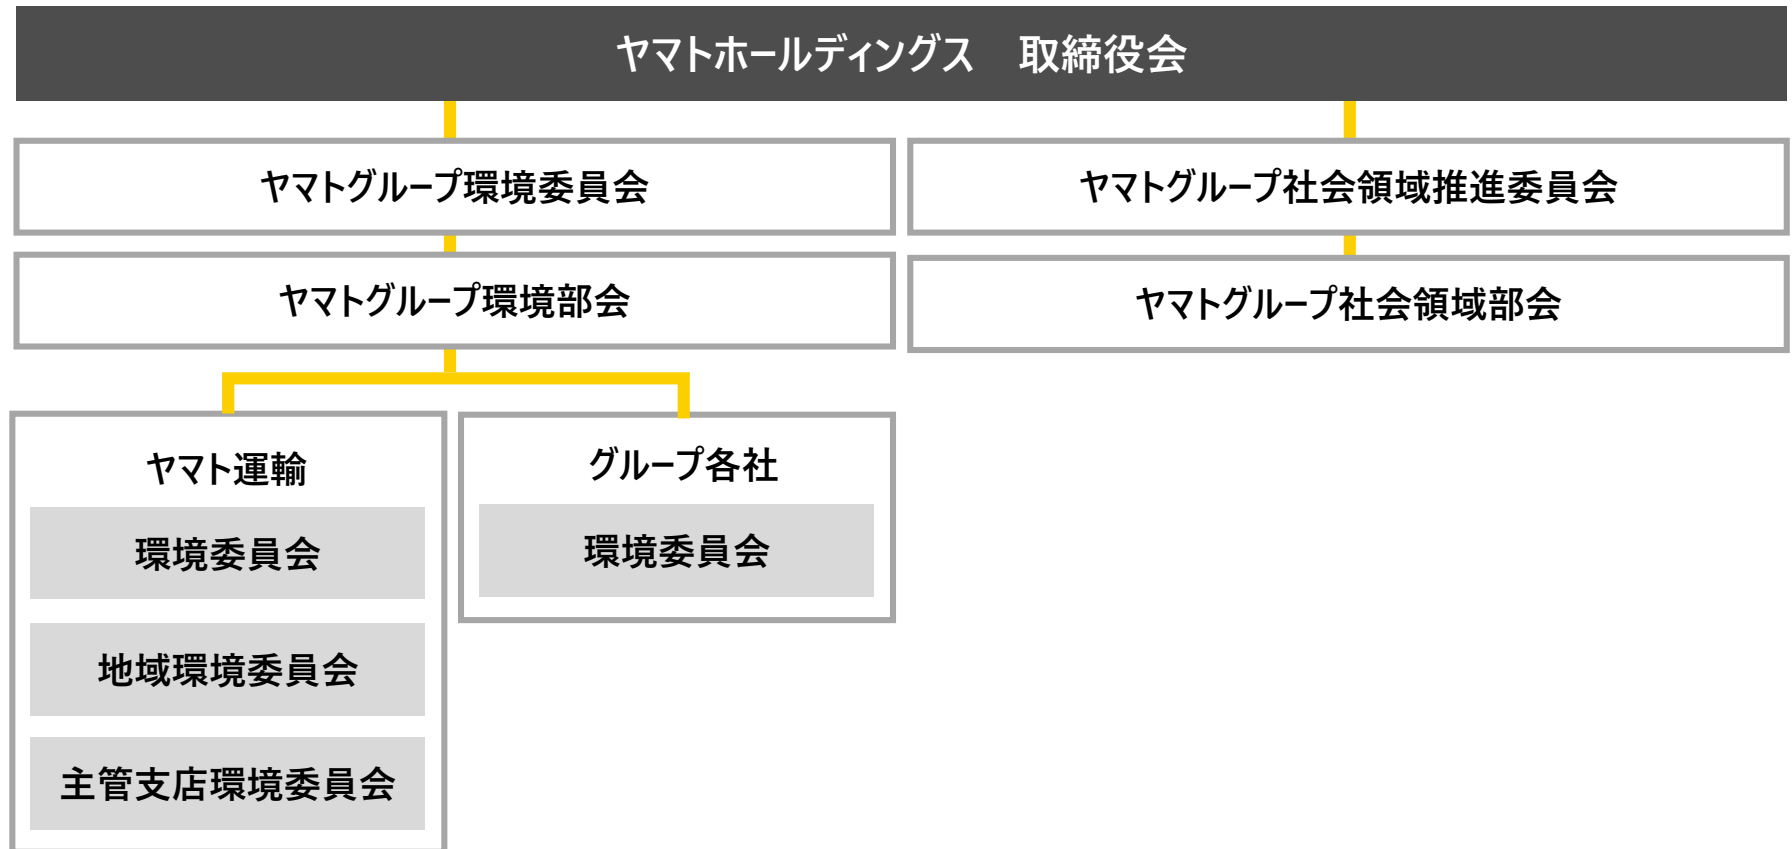 ヤマトホールディングス　取締役会
ヤマトグループ環境委員会
ヤマトグループ社会領域推進委員会
ヤマトグループ環境部会
ヤマトグループ社会領域部会
ヤマト運輸
環境委員会
地域環境委員会
主管支店環境委員会
グループ各社
環境委員会